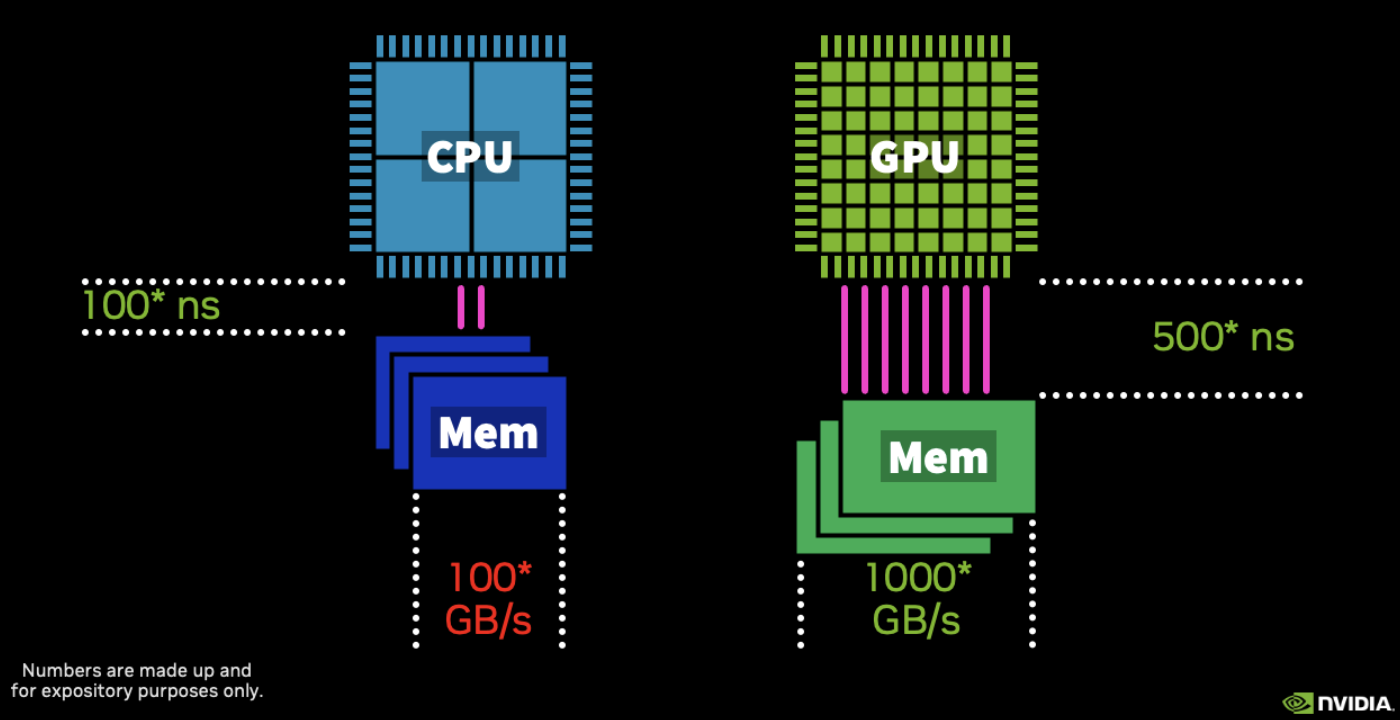 CPU
GPU
100* ns
500* ns
Mem
Mem
100*
GB/s
1000*
GB/s
Numbers are made up and
for expository purposes only.
NVIDIA.